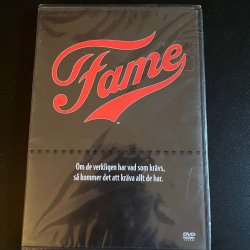 Fame
Om de verkligen har vad som krävs,
så kommer det att kräva allt de har.
DVD